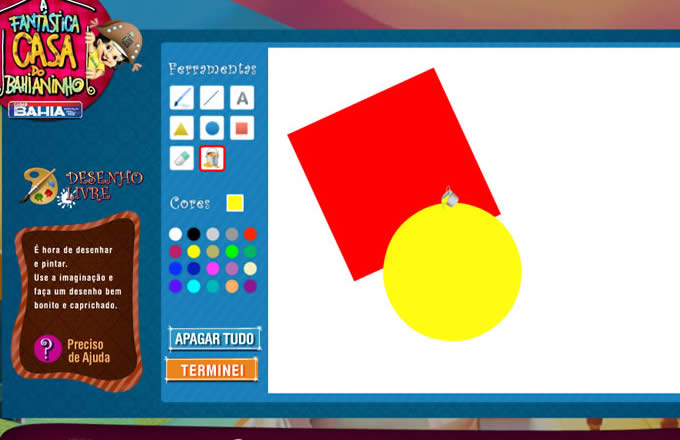 A
FANTÁSTICA
CASA
DO
BAHIANINHO
CASAS
BAHIA
DESENHO
LIVRE
É hora de desenhar
e pintar.
Use a imaginação e
faça um desenho bem
bonito e caprichado.
?
Preciso
de Ajuda
Ferramentas
A
Cores
APAGAR TUDO
TERMINEI